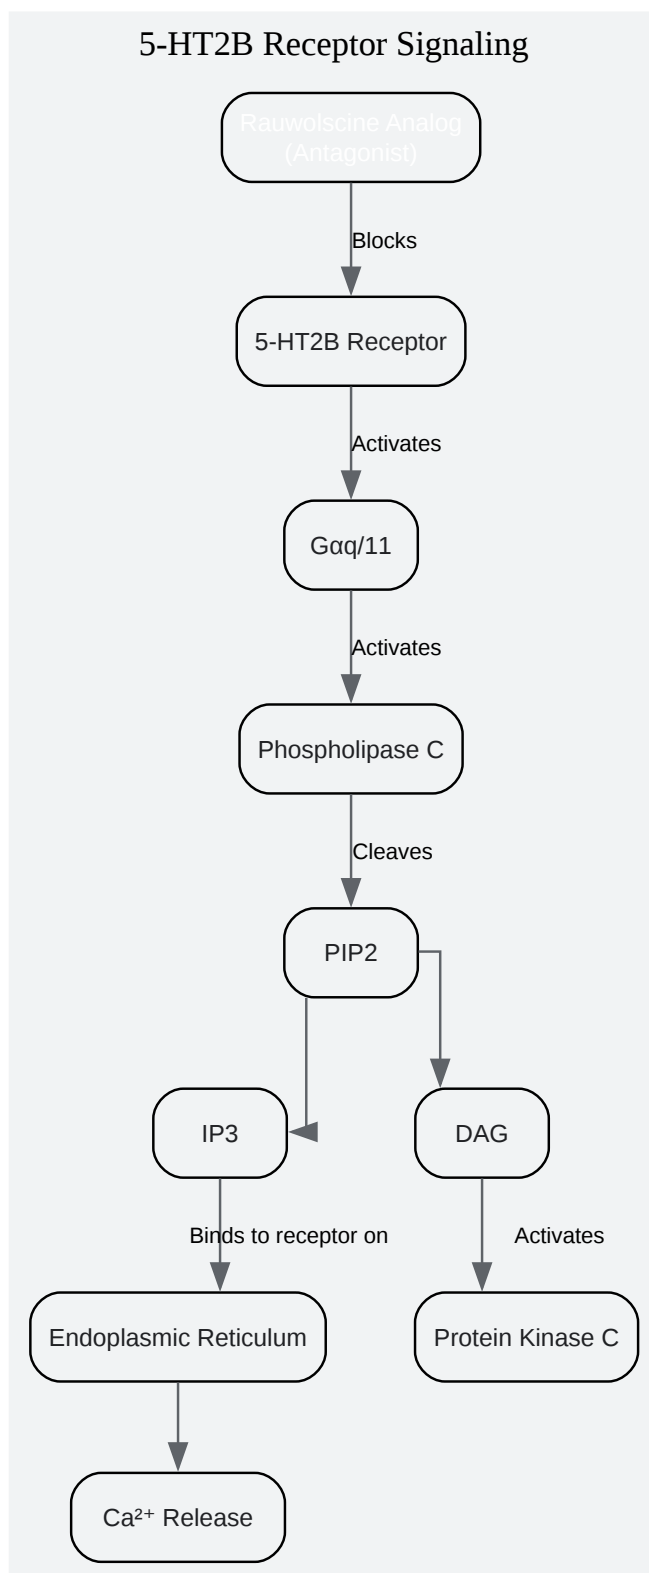 5-HT2B Receptor Signaling
Rauwolscine Analog
(Antagonist)
Blocks
5-HT2B Receptor
Activates
Gαq/11
Activates
Phospholipase C
Cleaves
PIP2
IP3
DAG
Binds to receptor on
Activates
Endoplasmic Reticulum
Protein Kinase C
Ca²⁺ Release